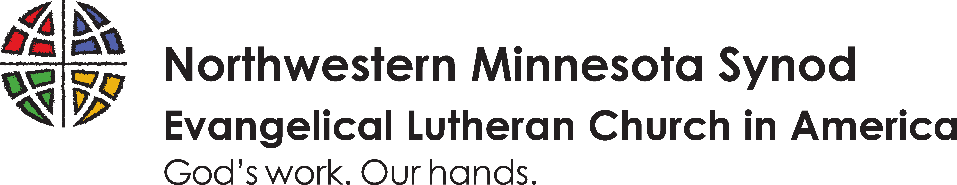 Northwestern Minnesota Synod
Evangelical Lutheran Church in America
God's work. Our hands.